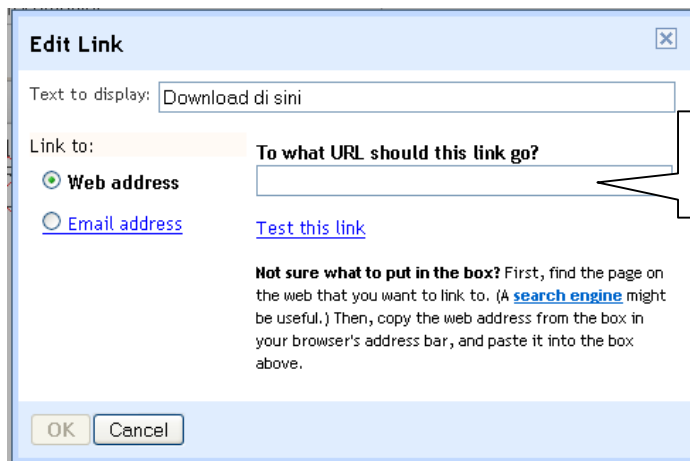 Edit Link
Text to display: Download di sini
Link to:
Web address
Email address
To what URL should this link go?
Test this link
Not sure what to put in the box? First, find the page on
the web that you want to link to. (A search engine might
be useful.) Then, copy the web address from the box in
your browser's address bar, and paste it into the box
above.
OK Cancel